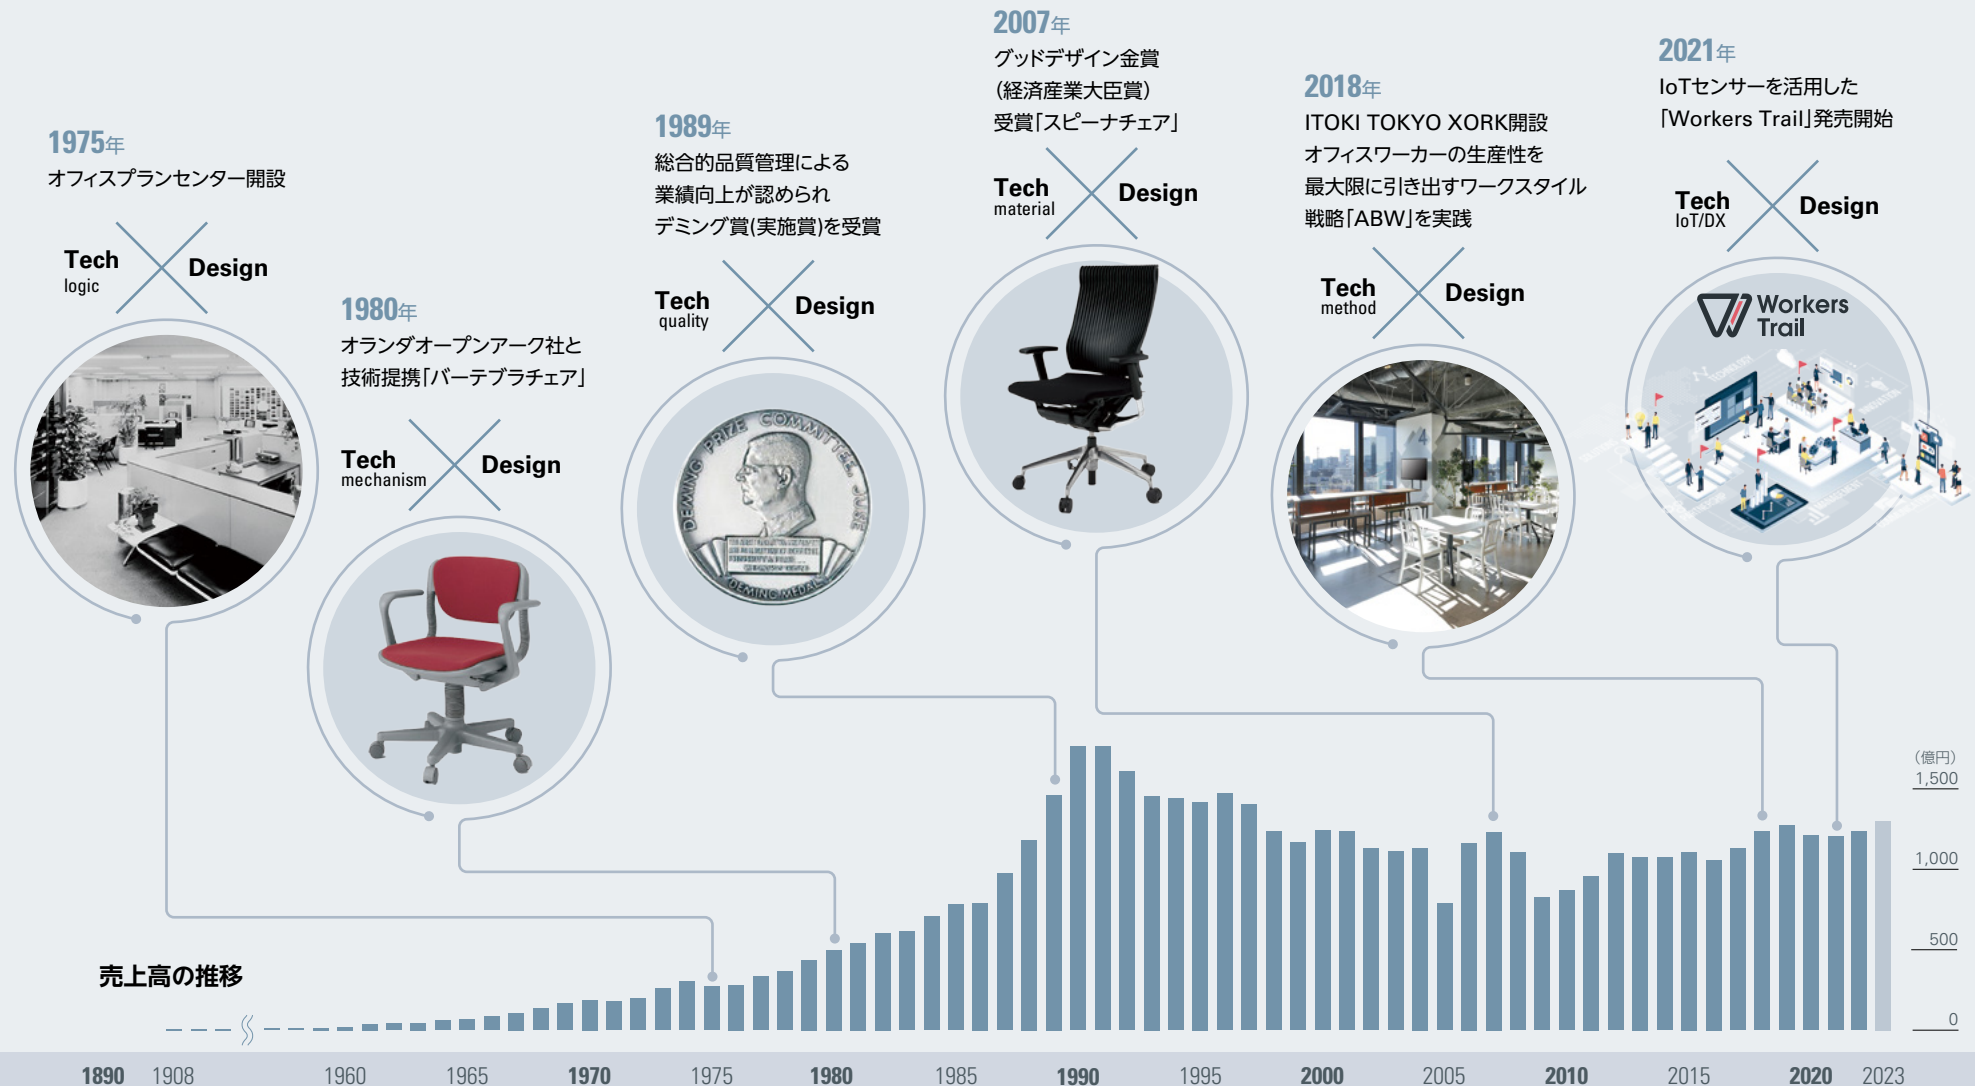 1975年
オフィスプランセンター開設
Tech
logic
Design
1980年
オランダオープンアーク社と
技術提携「バーテブラチェア」
Tech
mechanism
Design
1989年
総合的品質管理による
業績向上が認められ
デミング賞(実施賞)を受賞
Tech
quality
Design
DEMING PRIZE COMMITTEE, JUSE
DEMING MEDAL
2007年
グッドデザイン金賞
（経済産業大臣賞）
受賞「スピーナチェア」
Tech
material
Design
2018年
ITOKI TOKYO XORK開設
オフィスワーカーの生産性を
最大限に引き出すワークスタイル
戦略「ABW」を実践
Tech
method
Design
4
2021年
IoTセンサーを活用した
「Workers Trail」発売開始
Tech
IoT/DX
Design
Workers
Trail
売上高の推移
（億円）
1,500
1,000
500
0
1890 1908 1960 1965 1970 1975 1980 1985 1990 1995 2000 2005 2010 2015 2020 2023